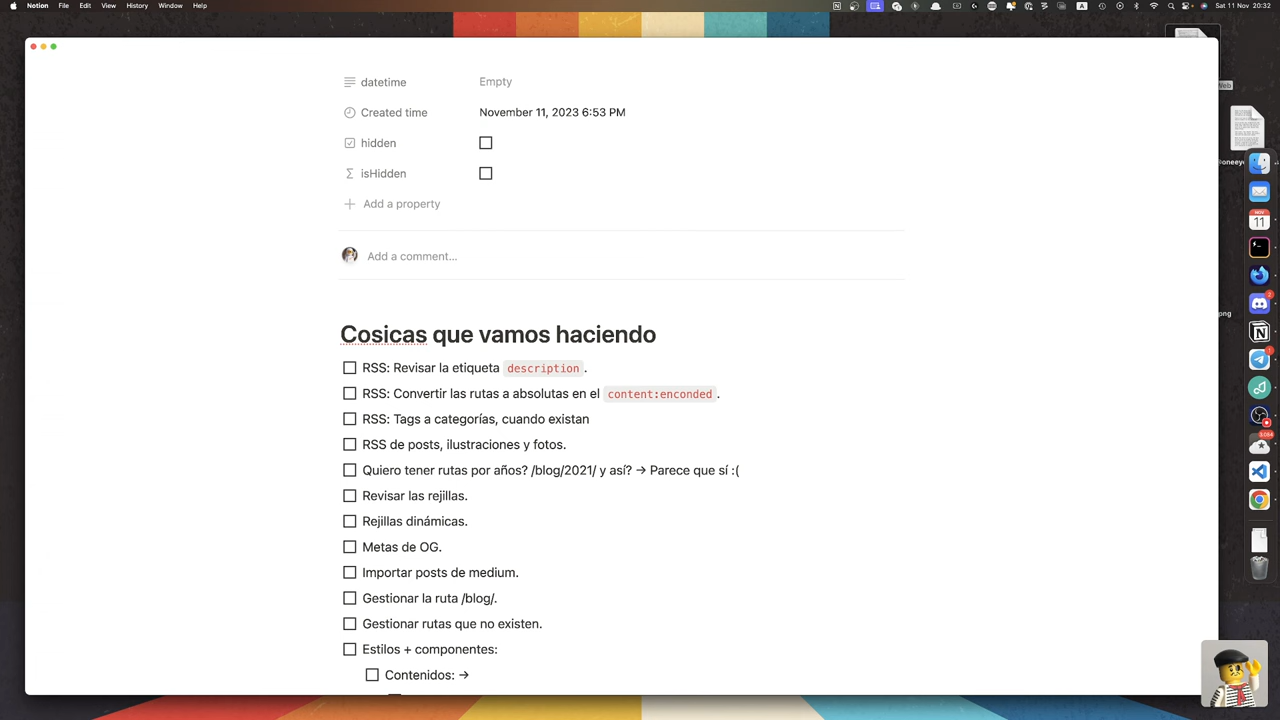 Notion File Edit View History Window Help
Sat 11 Nov 20:32
datetime Empty
Created time November 11, 2023 6:53 PM
hidden
isHidden
Add a property
Add a comment...
Cosicas que vamos haciendo
RSS: Revisar la etiqueta description.
RSS: Convertir las rutas a absolutas en el content:enconded.
RSS: Tags a categorías, cuando existan
RSS de posts, ilustraciones y fotos.
Quiero tener rutas por años? /blog/2021/ y así? → Parece que sí :(
Revisar las rejillas.
Rejillas dinámicas.
Metas de OG.
Importar posts de medium.
Gestionar la ruta /blog/.
Gestionar rutas que no existen.
Estilos + componentes:
Contenidos: →
NOV
11